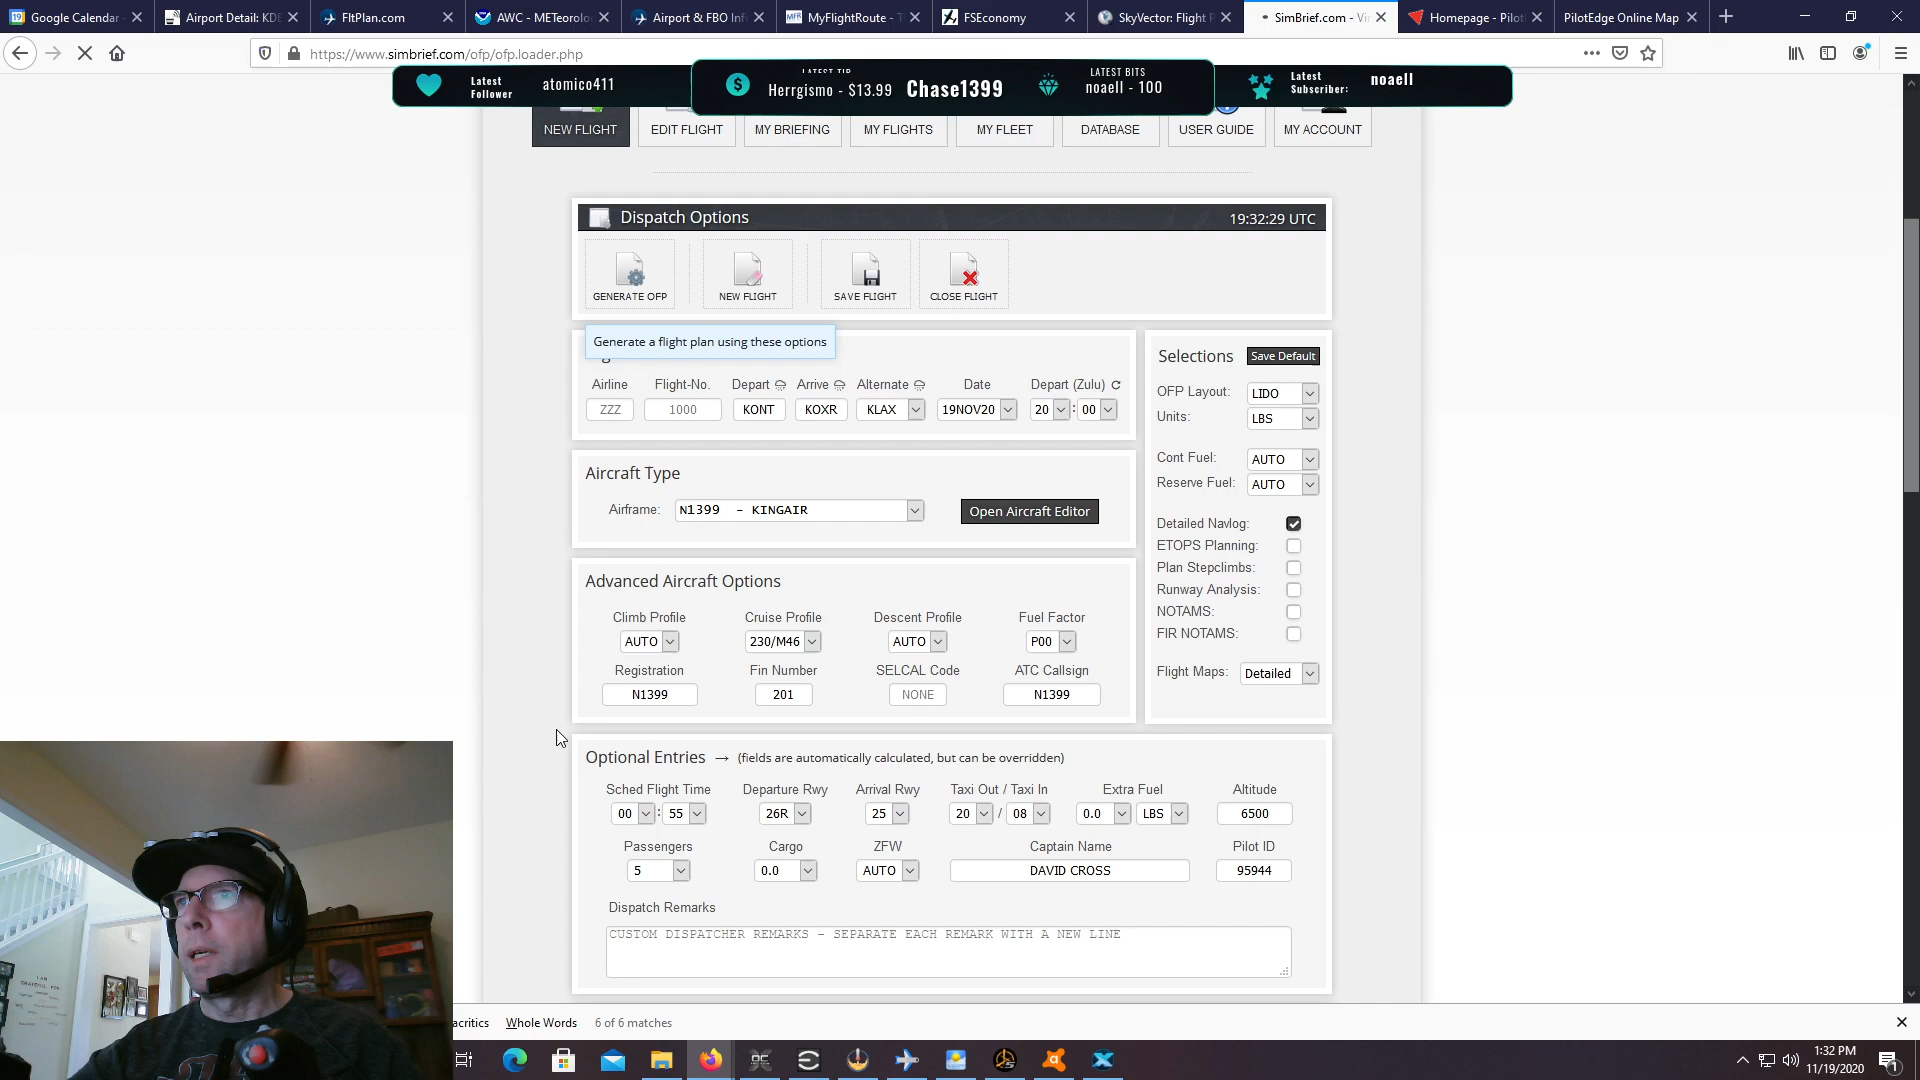 Google Calendar -
Airport Detail: KDE
FltPlan.com
AWC - METeorolo
Airport & FBO Info
MyFlightRoute - T
FSEconomy
SkyVector: Flight P
SimBrief.com - Vir
Homepage - Pilot
PilotEdge Online Map
https://www.simbrief.com/ofp/ofp.loader.php
Latest Follower
atomico411
LATEST TIP
Herrgismo - $13.99
Chase1399
LATEST BITS
noaell - 100
Latest Subscriber:
noaell
NEW FLIGHT
EDIT FLIGHT
MY BRIEFING
MY FLIGHTS
MY FLEET
DATABASE
USER GUIDE
MY ACCOUNT
Dispatch Options
19:32:29 UTC
GENERATE OFP
NEW FLIGHT
SAVE FLIGHT
CLOSE FLIGHT
Generate a flight plan using these options
Airline Flight-No. Depart Arrive Alternate Date Depart (Zulu)
ZZZ 1000 KONT KOXR KLAX 19NOV20 20 : 00
Selections Save Default
OFP Layout: LIDO
Units: LBS
Cont Fuel: AUTO
Reserve Fuel: AUTO
Detailed Navlog:
ETOPS Planning:
Plan Stepclimbs:
Runway Analysis:
NOTAMS:
FIR NOTAMS:
Flight Maps: Detailed
Aircraft Type
Airframe: N1399 - KINGAIR Open Aircraft Editor
Advanced Aircraft Options
Climb Profile Cruise Profile Descent Profile Fuel Factor
AUTO 230/M46 AUTO P00
Registration Fin Number SELCAL Code ATC Callsign
N1399 201 NONE N1399
Optional Entries → (fields are automatically calculated, but can be overridden)
Sched Flight Time Departure Rwy Arrival Rwy Taxi Out / Taxi In Extra Fuel Altitude
00 : 55 26R 25 20 / 08 0.0 LBS 6500
Passengers Cargo ZFW Captain Name Pilot ID
5 0.0 AUTO DAVID CROSS 95944
Dispatch Remarks
CUSTOM DISPATCHER REMARKS - SEPARATE EACH REMARK WITH A NEW LINE
acritics Whole Words 6 of 6 matches
1:32 PM
11/19/2020